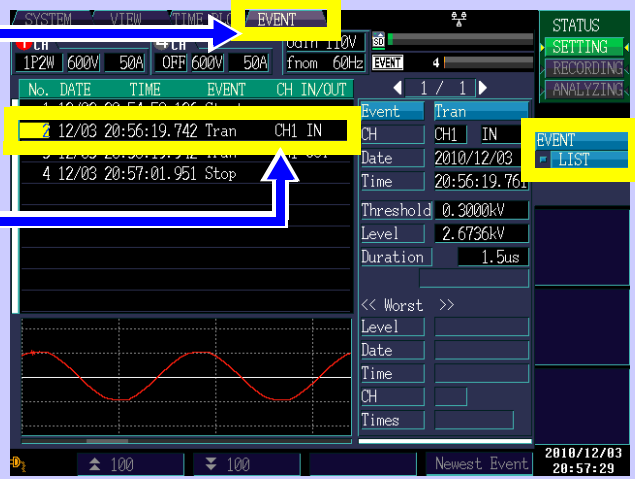 SYSTEM VIEW TIME PLOT EVENT
CH 4 CH Udin 110V SD
1P2W 600V 50A OFF 600V 50A fnom 60Hz EVENT 4
No. DATE TIME EVENT CH IN/OUT
1 / 1
2 12/03 20:56:19.742 Tran CH1 IN
4 12/03 20:57:01.951 Stop
Event Tran
CH CH1 IN
Date 2010/12/03
Time 20:56:19.761
Threshold 0.3000kV
Level 2.6736kV
Duration 1.5us
<< Worst >>
Level
Date
Time
CH
Times
STATUS
SETTING
RECORDING
ANALYZING
EVENT
LIST
100 100 Newest Event
2010/12/03
20:57:29